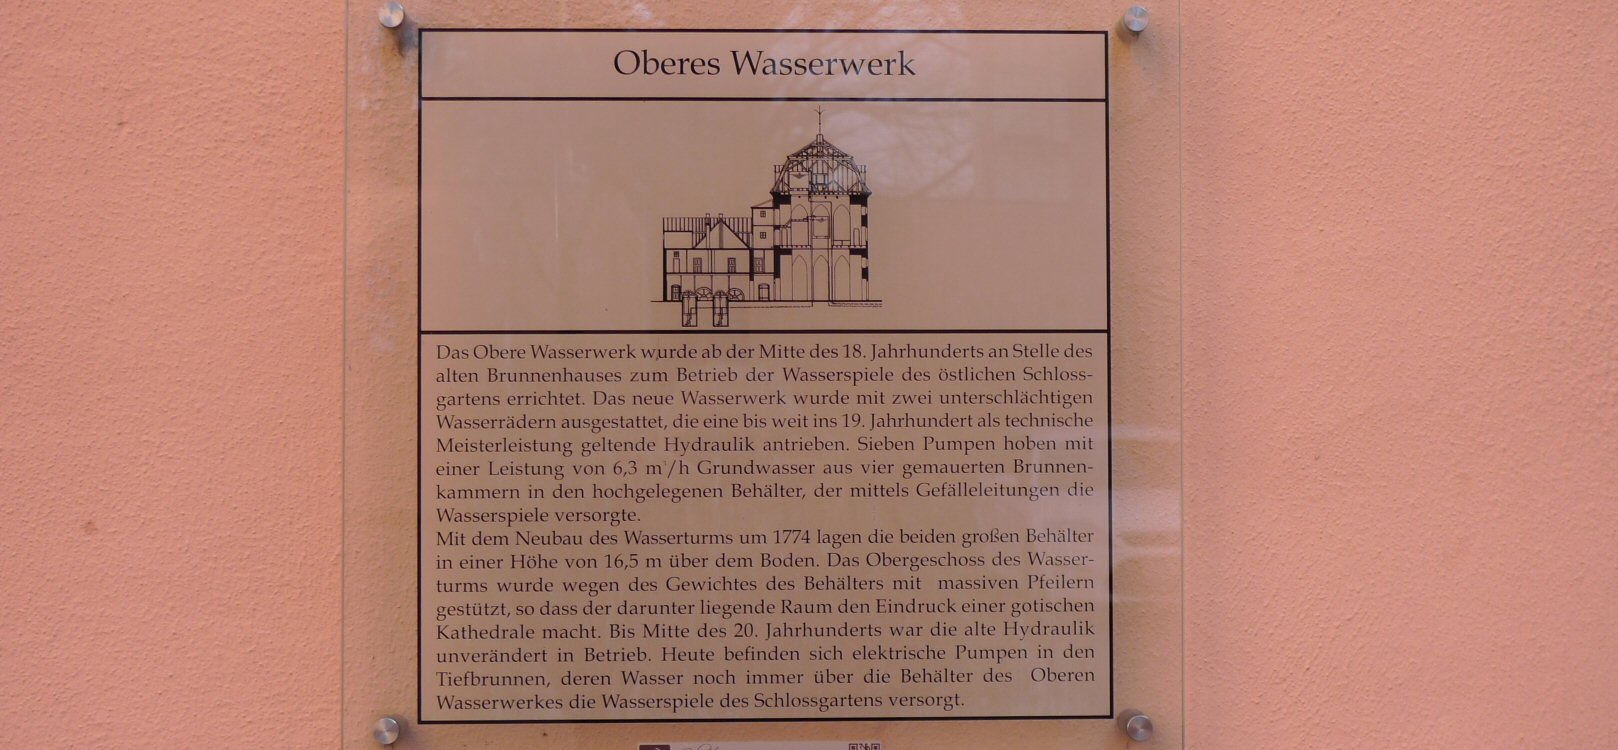 Oberes Wasserwerk
Das Obere Wasserwerk wurde ab der Mitte des 18. Jahrhunderts an Stelle des
alten Brunnenhauses zum Betrieb der Wasserspiele des östlichen Schloss-
gartens errichtet. Das neue Wasserwerk wurde mit zwei unterschlächtigen
Wasserrädern ausgestattet, die eine bis weit ins 19. Jahrhundert als technische
Meisterleistung geltende Hydraulik antrieben. Sieben Pumpen hoben mit
einer Leistung von 6,3 m³/h Grundwasser aus vier gemauerten Brunnen-
kammern in den hochgelegenen Behälter, der mittels Gefälleleitungen die
Wasserspiele versorgte.
Mit dem Neubau des Wasserturms um 1774 lagen die beiden großen Behälter
in einer Höhe von 16,5 m über dem Boden. Das Obergeschoss des Wasser-
turms wurde wegen des Gewichtes des Behälters mit massiven Pfeilern
gestützt, so dass der darunter liegende Raum den Eindruck einer gotischen
Kathedrale macht. Bis Mitte des 20. Jahrhunderts war die alte Hydraulik
unverändert in Betrieb. Heute befinden sich elektrische Pumpen in den
Tiefbrunnen, deren Wasser noch immer über die Behälter des Oberen
Wasserwerkes die Wasserspiele des Schlossgartens versorgt.